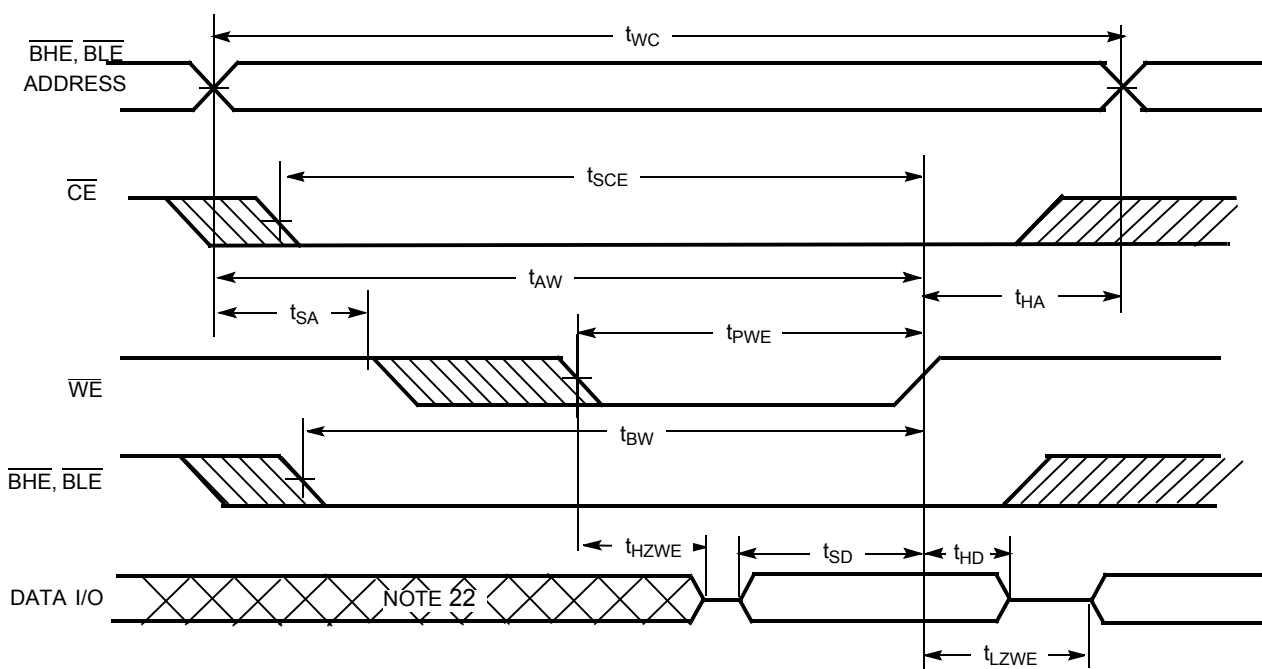 tWC
BHE, BLE
ADDRESS
tSCE
CE
tAW
tSA
tHA
tPWE
WE
tBW
BHE, BLE
tHZWE
tSD
tHD
DATA I/O
NOTE 22
tLZWE